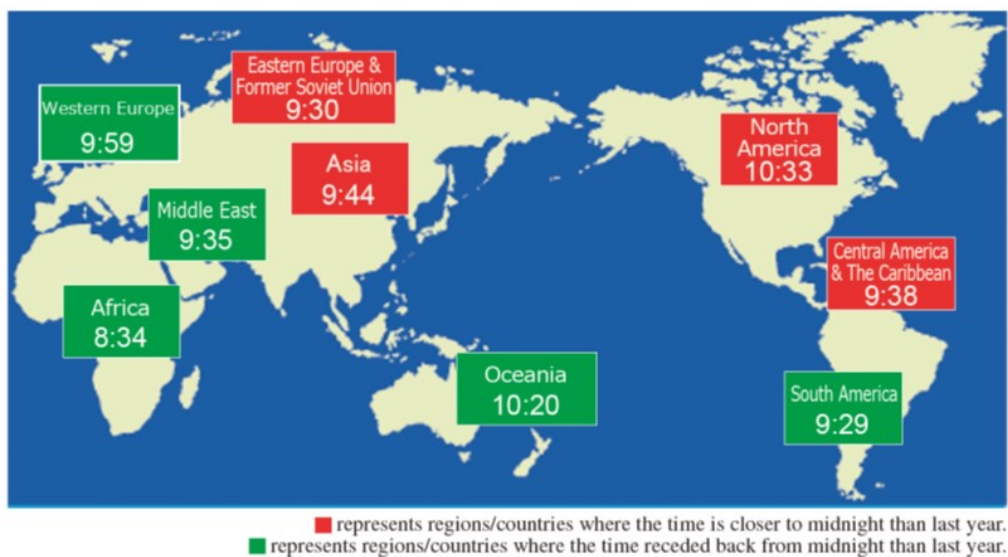 Eastern Europe &
Former Soviet Union
9:30
Western Europe
9:59
North
America
10:33
Asia
9:44
Middle East
9:35
Central America
& The Caribbean
9:38
Africa
8:34
Oceania
10:20
South America
9:29
represents regions/countries where the time is closer to midnight than last year.
represents regions/countries where the time receded back from midnight than last year.